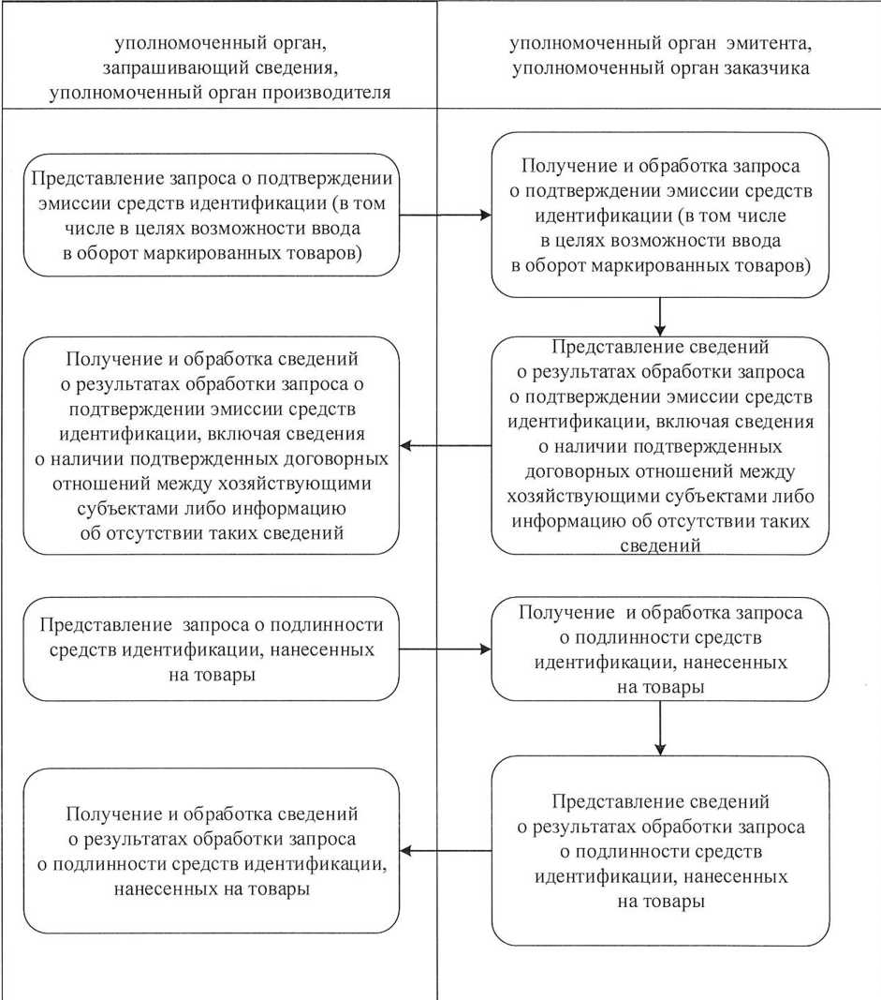 уполномоченный орган,
запрашивающий сведения,
уполномоченный орган производителя
уполномоченный орган эмитента,
уполномоченный орган заказчика
Представление запроса о подтверждении
эмиссии средств идентификации (в том
числе в целях возможности ввода
в оборот маркированных товаров)
Получение и обработка запроса
о подтверждении эмиссии средств
идентификации (в том числе
в целях возможности ввода
в оборот маркированных товаров)
Получение и обработка сведений
о результатах обработки запроса о
подтверждении эмиссии средств
идентификации, включая сведения
о наличии подтвержденных договорных
отношений между хозяйствующими
субъектами либо информацию
об отсутствии таких сведений
Представление сведений
о результатах обработки запроса
о подтверждении эмиссии средств
идентификации, включая сведения
о наличии подтвержденных
договорных отношений между
хозяйствующими субъектами либо
информацию об отсутствии таких
сведений
Представление запроса о подлинности
средств идентификации, нанесенных
на товары
Получение и обработка запроса
о подлинности средств
идентификации, нанесенных
на товары
Получение и обработка сведений
о результатах обработки запроса
о подлинности средств идентификации,
нанесенных на товары
Представление сведений
о результатах обработки запроса
о подлинности средств
идентификации, нанесенных
на товары